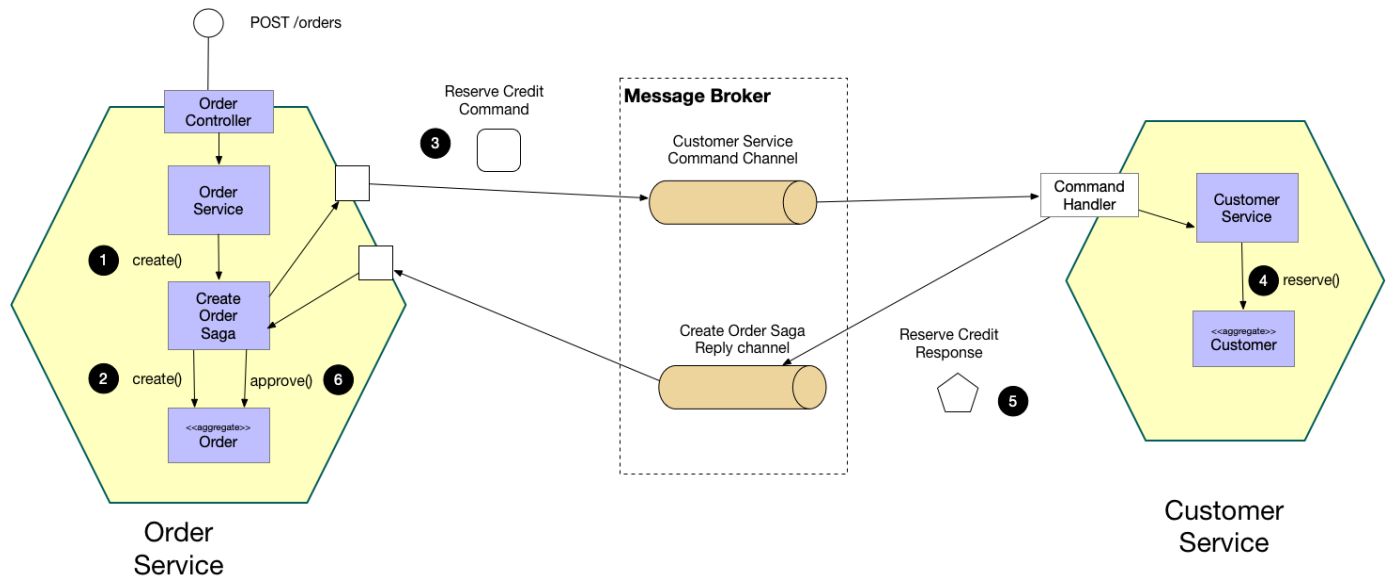 POST /orders
Order
Controller
Order
Service
1
create()
Create
Order
Saga
2
create()
approve()
6
<<aggregate>>
Order
Order
Service
Reserve Credit
Command
3
Message Broker
Customer Service
Command Channel
Create Order Saga
Reply channel
Reserve Credit
Response
5
Command
Handler
Customer
Service
4
reserve()
<<aggregate>>
Customer
Customer
Service